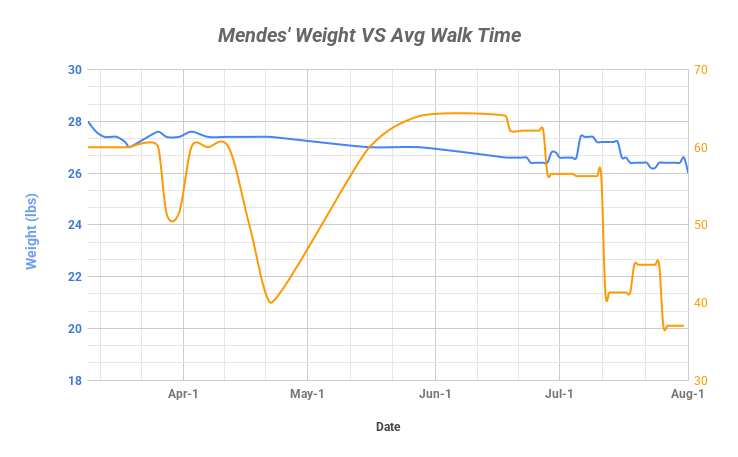 Mendes' Weight VS Avg Walk Time
30
28
26
24
22
20
18
Weight (lbs)
70
60
50
40
30
Apr-1
May-1
Jun-1
Jul-1
Aug-1
Date